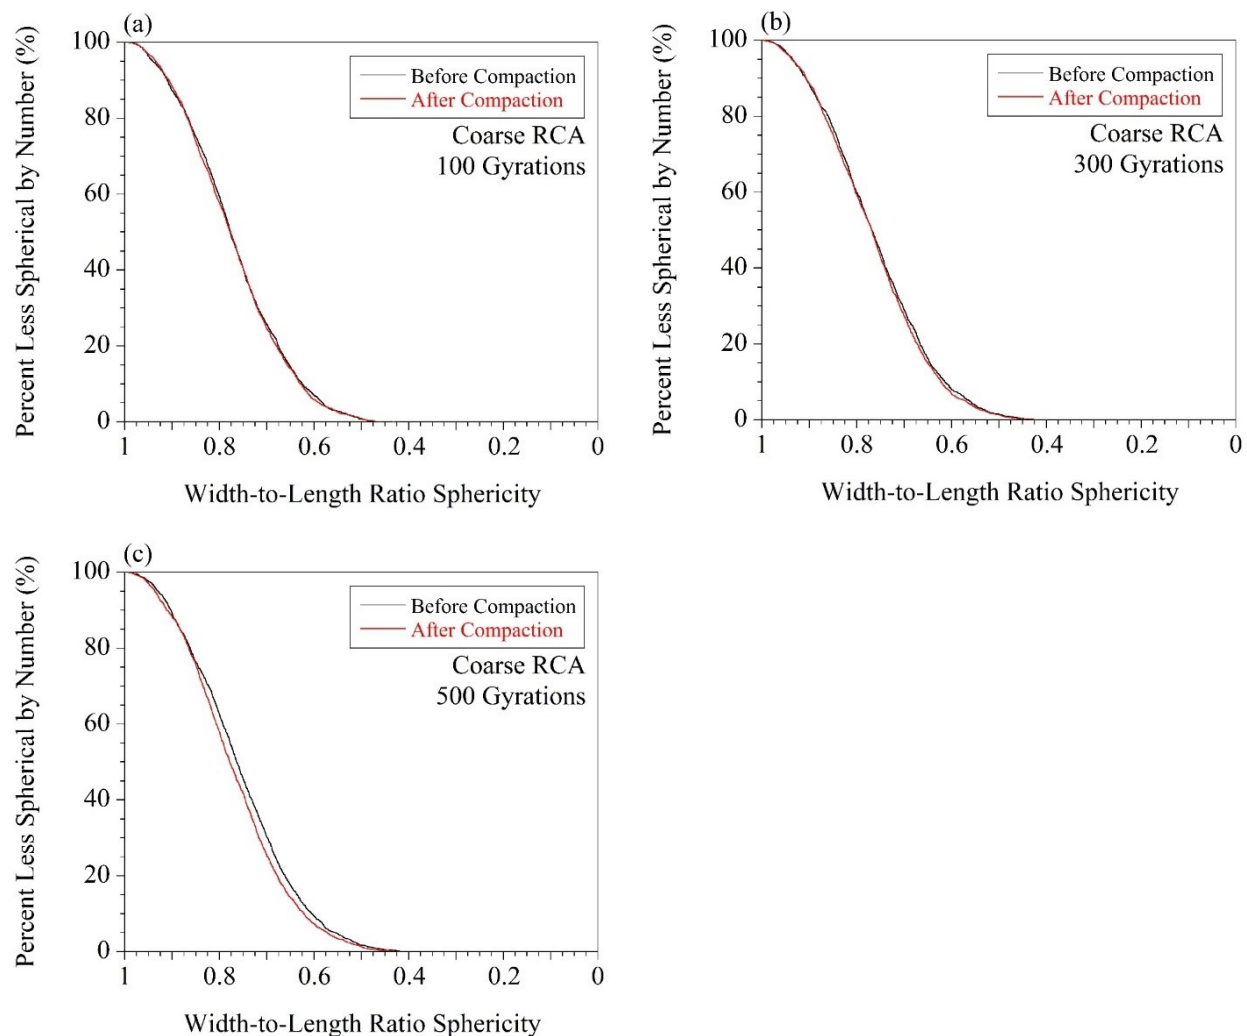 (a)
Percent Less Spherical by Number (%)
100
80
60
40
20
0
Before Compaction
After Compaction
Coarse RCA
100 Gyrations
1
0.8
0.6
0.4
0.2
0
Width-to-Length Ratio Sphericity
(b)
Percent Less Spherical by Number (%)
100
80
60
40
20
0
Before Compaction
After Compaction
Coarse RCA
300 Gyrations
1
0.8
0.6
0.4
0.2
0
Width-to-Length Ratio Sphericity
(c)
Percent Less Spherical by Number (%)
100
80
60
40
20
0
Before Compaction
After Compaction
Coarse RCA
500 Gyrations
1
0.8
0.6
0.4
0.2
0
Width-to-Length Ratio Sphericity